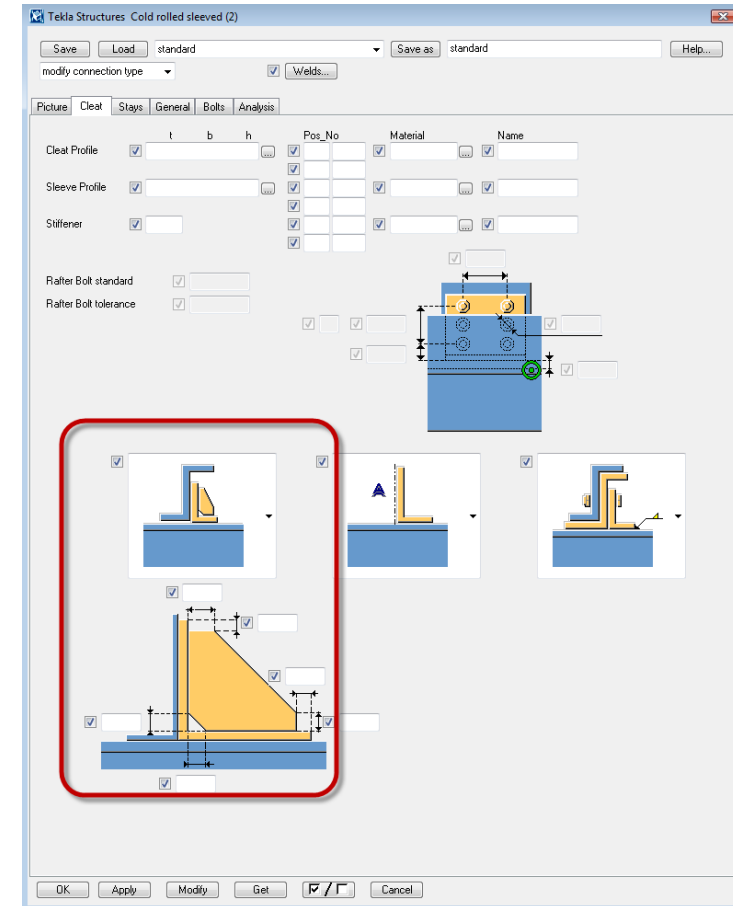 Tekla Structures Cold rolled sleeved (2)
Save Load standard Save as standard Help...
modify connection type Welds...
Picture Cleat Stays General Bolts Analysis
t b h Pos_No Material Name
Cleat Profile ...
Sleeve Profile ...
Stiffener ...
Rafter Bolt standard
Rafter Bolt tolerance
A
OK Apply Modify Get / Cancel